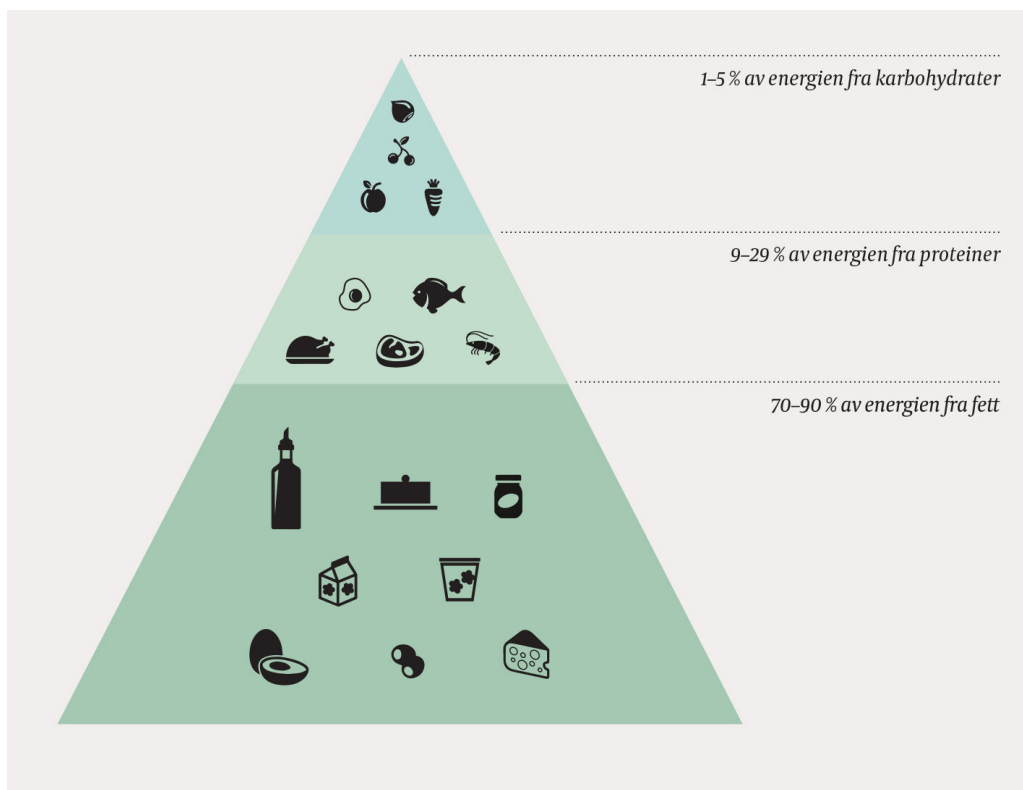 1–5 % av energien fra karbohydrater
9–29 % av energien fra proteiner
70–90 % av energien fra fett